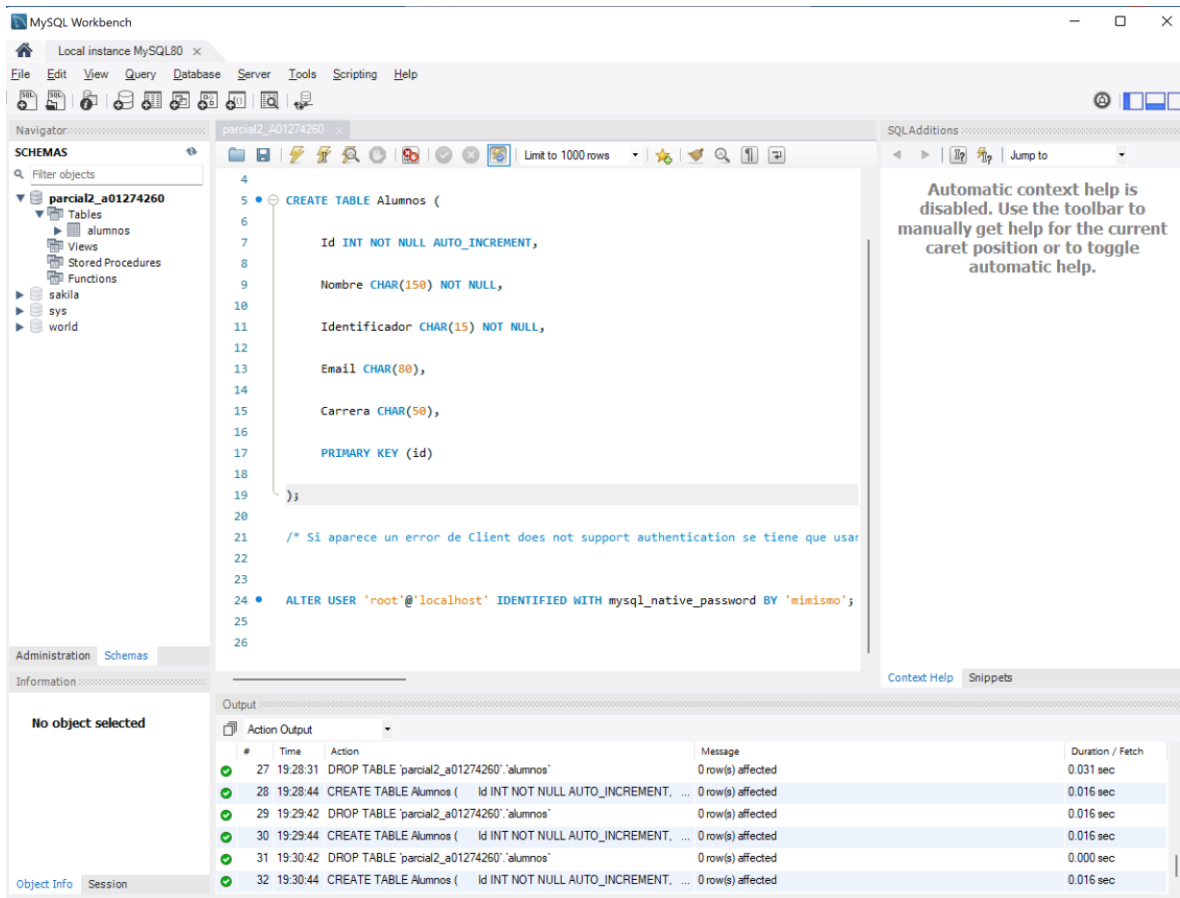 MySQL Workbench
Local instance MySQL80
File Edit View Query Database Server Tools Scripting Help
Navigator
SCHEMAS
Filter objects
parcial2_a01274260
Tables
alumnos
Views
Stored Procedures
Functions
sakila
sys
world
Administration Schemas
Information
No object selected
Object Info Session
parcial2_A01274260
Limit to 1000 rows
4
5 CREATE TABLE Alumnos (
6
7 Id INT NOT NULL AUTO_INCREMENT,
8
9 Nombre CHAR(150) NOT NULL,
10
11 Identificador CHAR(15) NOT NULL,
12
13 Email CHAR(80),
14
15 Carrera CHAR(50),
16
17 PRIMARY KEY (id)
18
19 );
20
21 /* Si aparece un error de Client does not support authentication se tiene que usar
22
23
24 ALTER USER 'root'@'localhost' IDENTIFIED WITH mysql_native_password BY 'mimismo';
25
26
SQLAdditions
Jump to
Automatic context help is
disabled. Use the toolbar to
manually get help for the current
caret position or to toggle
automatic help.
Context Help Snippets
Output
Action Output
# Time Action Message Duration / Fetch
27 19:28:31 DROP TABLE `parcial2_a01274260`.`alumnos` 0 row(s) affected 0.031 sec
28 19:28:44 CREATE TABLE Alumnos ( Id INT NOT NULL AUTO_INCREMENT, ... 0 row(s) affected 0.016 sec
29 19:29:42 DROP TABLE `parcial2_a01274260`.`alumnos` 0 row(s) affected 0.016 sec
30 19:29:44 CREATE TABLE Alumnos ( Id INT NOT NULL AUTO_INCREMENT, ... 0 row(s) affected 0.016 sec
31 19:30:42 DROP TABLE `parcial2_a01274260`.`alumnos` 0 row(s) affected 0.000 sec
32 19:30:44 CREATE TABLE Alumnos ( Id INT NOT NULL AUTO_INCREMENT, ... 0 row(s) affected 0.016 sec